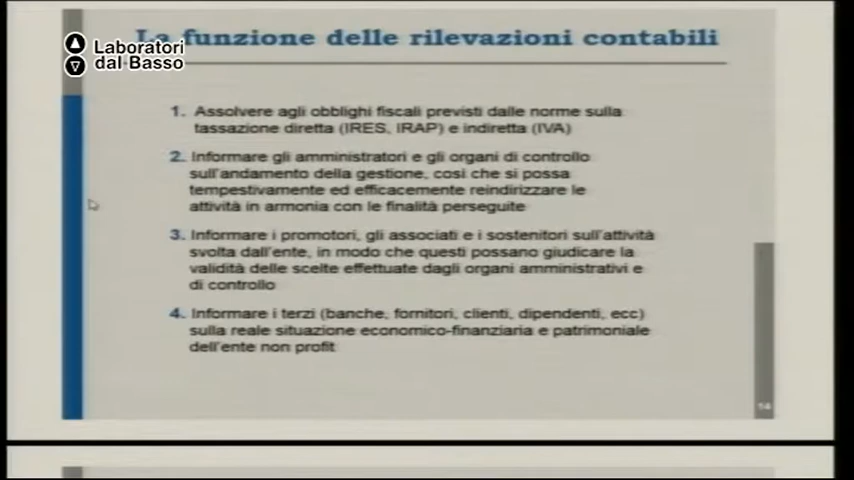 La funzione delle rilevazioni contabili
Laboratori
dal Basso
1. Assolvere agli obblighi fiscali previsti dalle norme sulla
tassazione diretta (IRES, IRAP) e indiretta (IVA)
2. Informare gli amministratori e gli organi di controllo
sull'andamento della gestione, così che si possa
tempestivamente ed efficacemente reindirizzare le
attività in armonia con le finalità perseguite
3. Informare i promotori, gli associati e i sostenitori sull'attività
svolta dall'ente, in modo che questi possano giudicare la
validità delle scelte effettuate dagli organi amministrativi e
di controllo
4. Informare i terzi (banche, fornitori, clienti, dipendenti, ecc)
sulla reale situazione economico-finanziaria e patrimoniale
dell'ente non profit
14